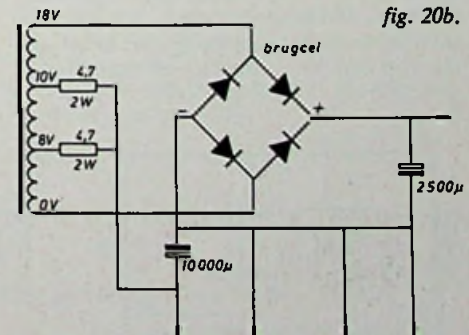 fig. 20b.
18V
brugcel
10V
4,7
2W
-
+
8V
4,7
2W
0V
2500µ
10000µ